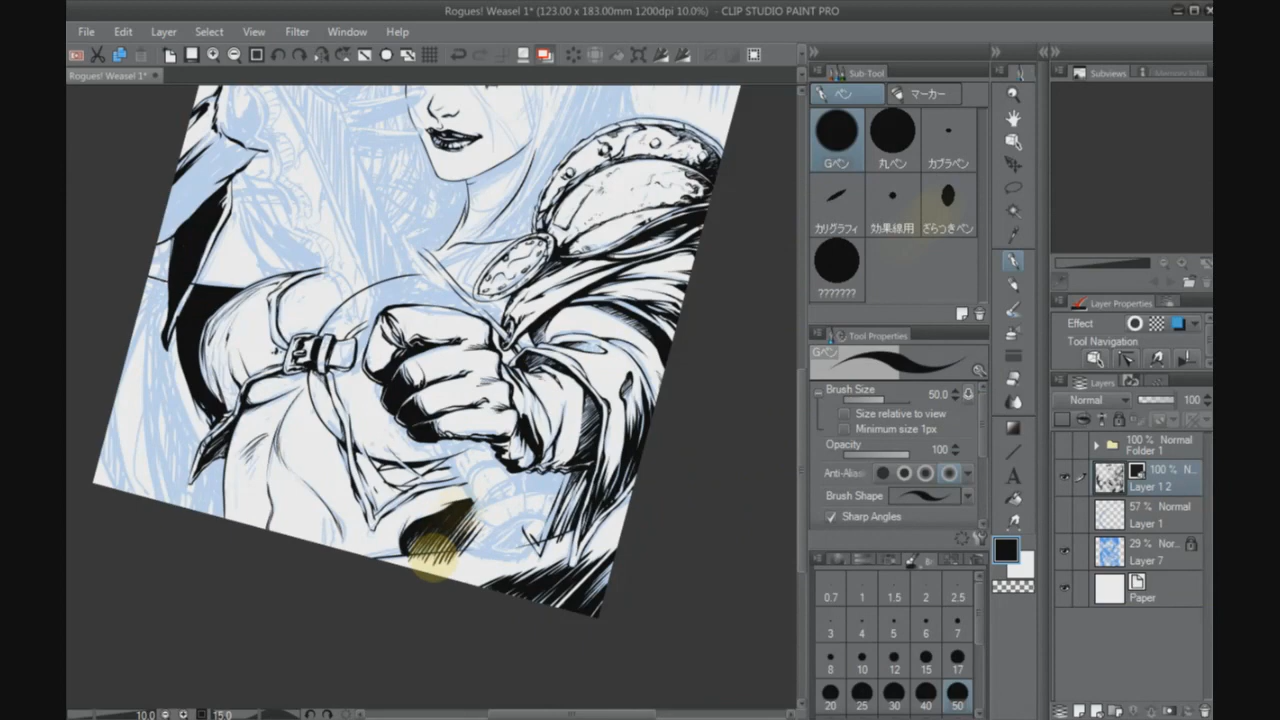 Rogues! Weasel 1* (123.00 x 183.00mm 1200dpi 10.0%) - CLIP STUDIO PAINT PRO
File Edit Layer Select View Filter Window Help
Rogues! Weasel 1*
Sub-Tool
ペン
マーカー
Gペン
丸ペン
カブラペン
カリグラフィ
効果線用
ざらつきペン
???????
Tool Properties
Gペン
Brush Size 50.0
Size relative to view
Minimum size 1px
Opacity 100
Anti-Alias
Brush Shape
Sharp Angles
0.7 1 1.5 2 2.5
3 4 5 6 7
8 10 12 15 17
20 25 30 40 50
Subviews
Layer Properties
Effect
Tool Navigation
Layers
Normal 100
100 % Normal
Folder 1
100 % N...
Layer 1 2
57 % Normal
Layer 1
29 % Nor...
Layer 7
Paper
10.0 15.0